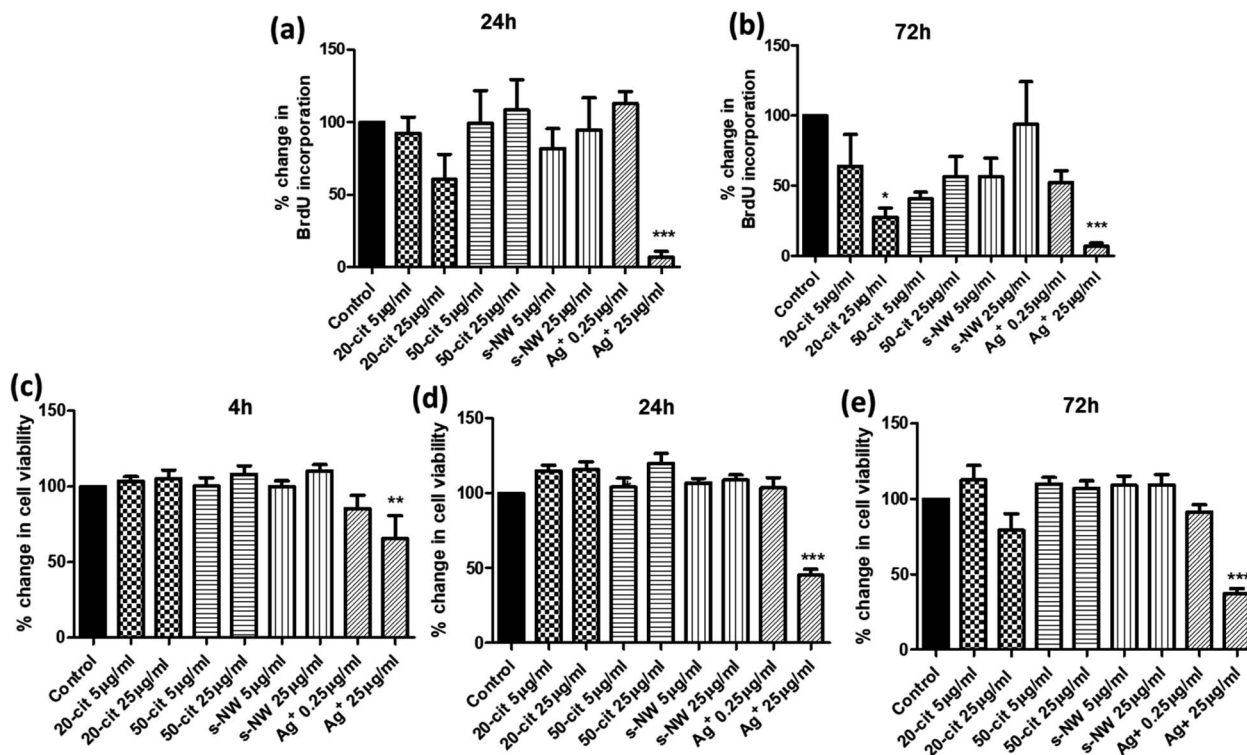 (a)
24h
% change in
BrdU incorporation
150
100
50
0
***
Control
20-cit 5µg/ml
20-cit 25µg/ml
50-cit 5µg/ml
50-cit 25µg/ml
s-NW 5µg/ml
s-NW 25µg/ml
Ag⁺ 0.25µg/ml
Ag⁺ 25µg/ml
(b)
72h
% change in
BrdU incorporation
150
100
50
0
*
***
Control
20-cit 5µg/ml
20-cit 25µg/ml
50-cit 5µg/ml
50-cit 25µg/ml
s-NW 5µg/ml
s-NW 25µg/ml
Ag⁺ 0.25µg/ml
Ag⁺ 25µg/ml
(c)
4h
% change in cell viability
150
100
50
0
**
Control
20-cit 5µg/ml
20-cit 25µg/ml
50-cit 5µg/ml
50-cit 25µg/ml
s-NW 5µg/ml
s-NW 25µg/ml
Ag⁺ 0.25µg/ml
Ag⁺ 25µg/ml
(d)
24h
% change in cell viability
150
100
50
0
***
Control
20-cit 5µg/ml
20-cit 25µg/ml
50-cit 5µg/ml
50-cit 25µg/ml
s-NW 5µg/ml
s-NW 25µg/ml
Ag⁺ 0.25µg/ml
Ag⁺ 25µg/ml
(e)
72h
% change in cell viability
150
100
50
0
***
Control
20-cit 5µg/ml
20-cit 25µg/ml
50-cit 5µg/ml
50-cit 25µg/ml
s-NW 5µg/ml
s-NW 25µg/ml
Ag+ 0.25µg/ml
Ag+ 25µg/ml